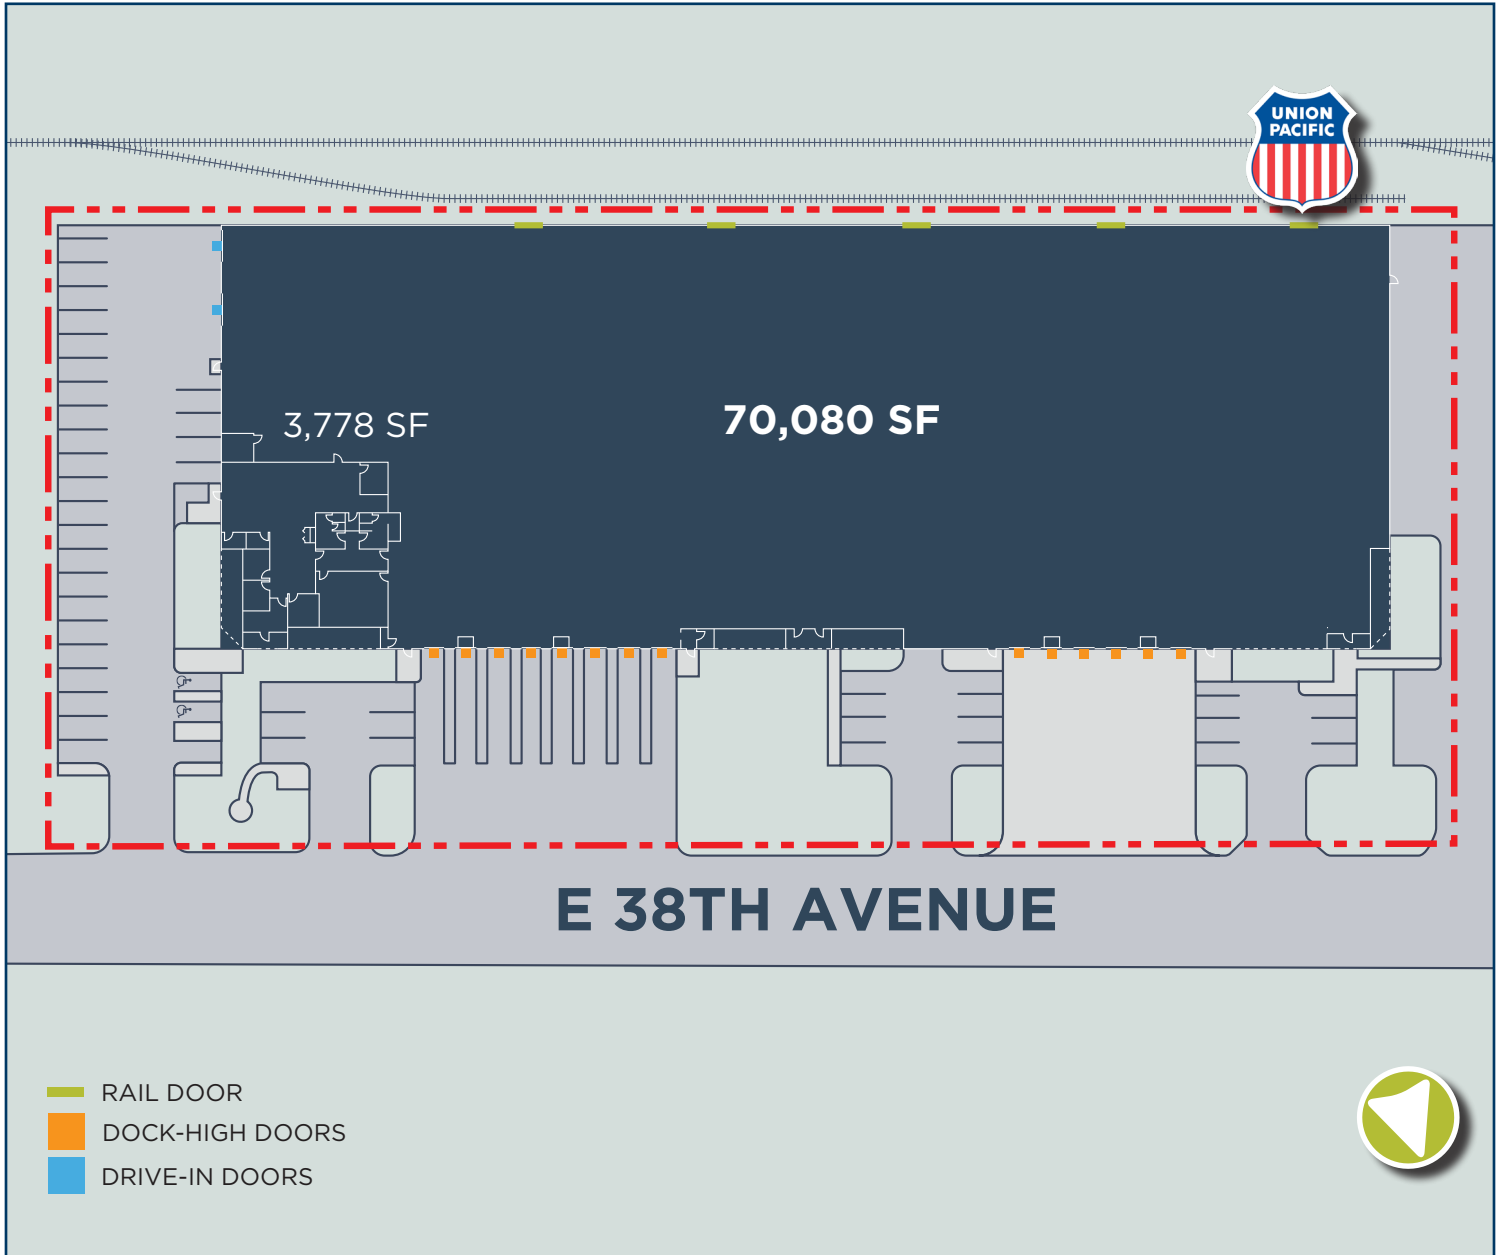 UNION
PACIFIC
3,778 SF
70,080 SF
E 38TH AVENUE
RAIL DOOR
DOCK-HIGH DOORS
DRIVE-IN DOORS